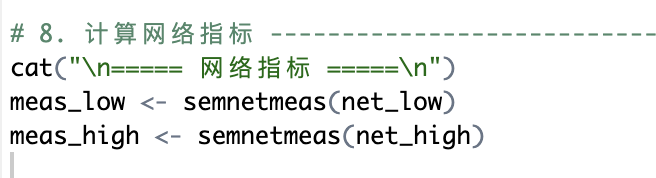 # 8. 计算网络指标 ---------------------------
cat("\n===== 网络指标 =====\n")
meas_low <- semnetmeas(net_low)
meas_high <- semnetmeas(net_high)